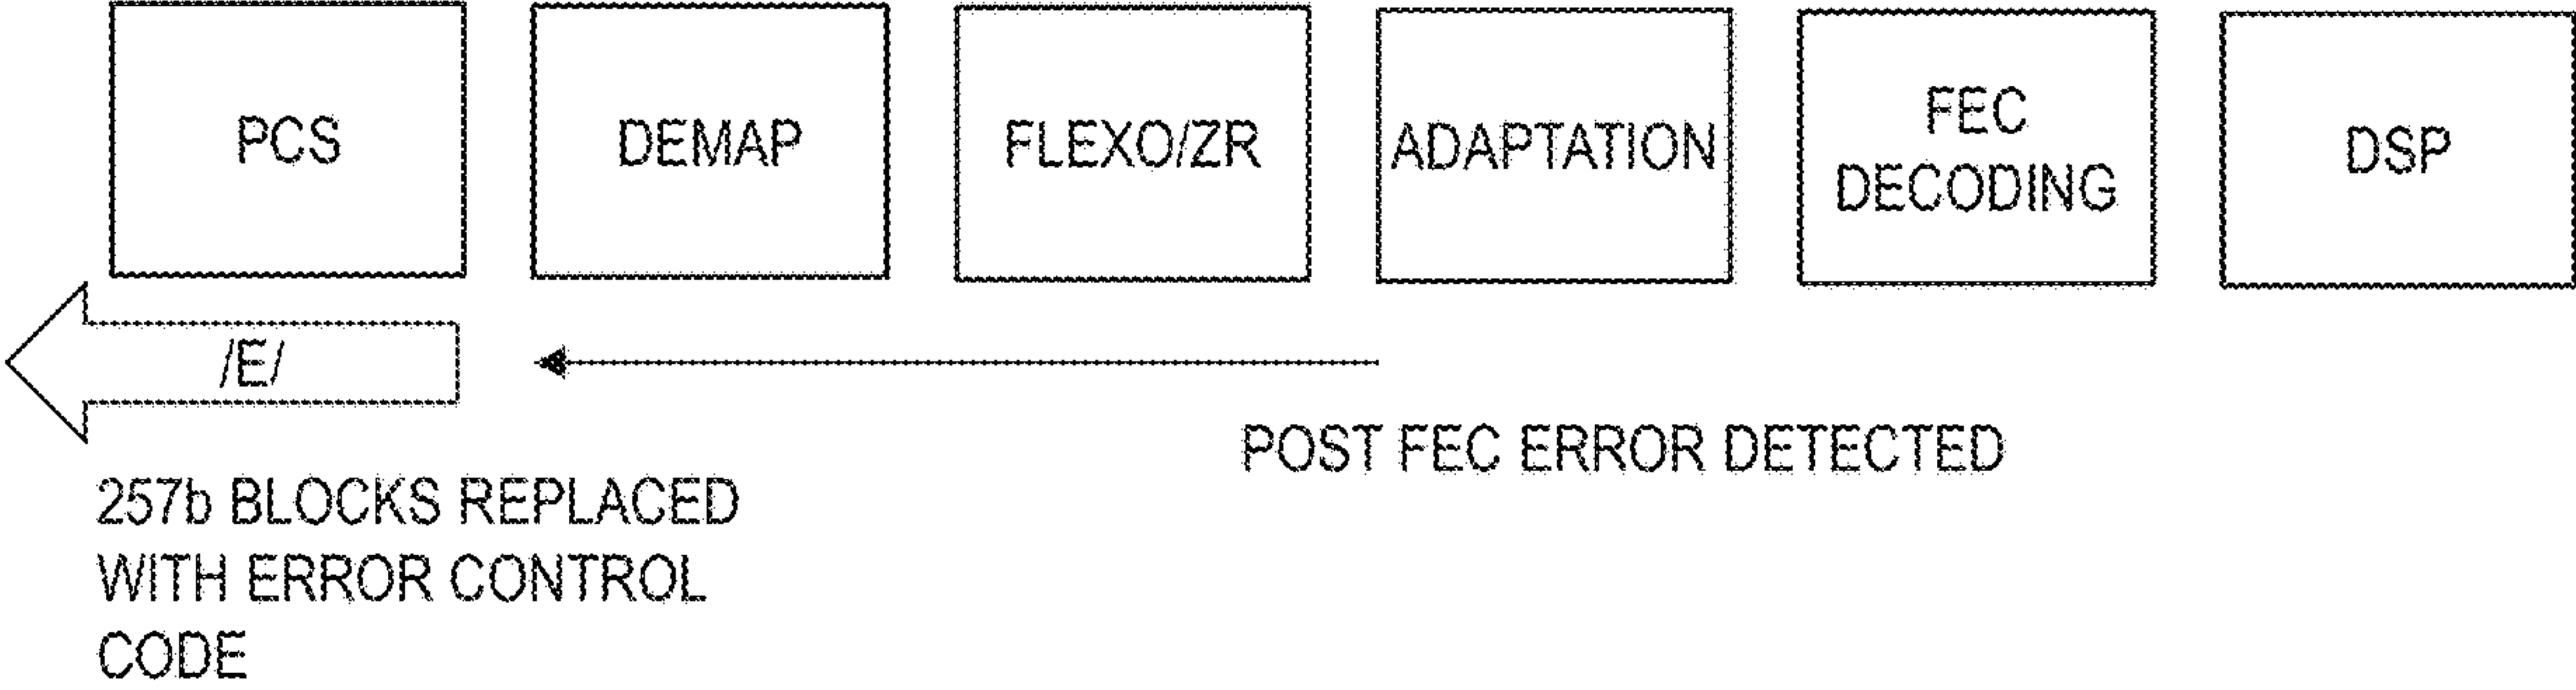 PCS
DEMAP
FLEXO/ZR
ADAPTATION
FEC
DECODING
DSP
/E/
POST FEC ERROR DETECTED
257b BLOCKS REPLACED
WITH ERROR CONTROL
CODE